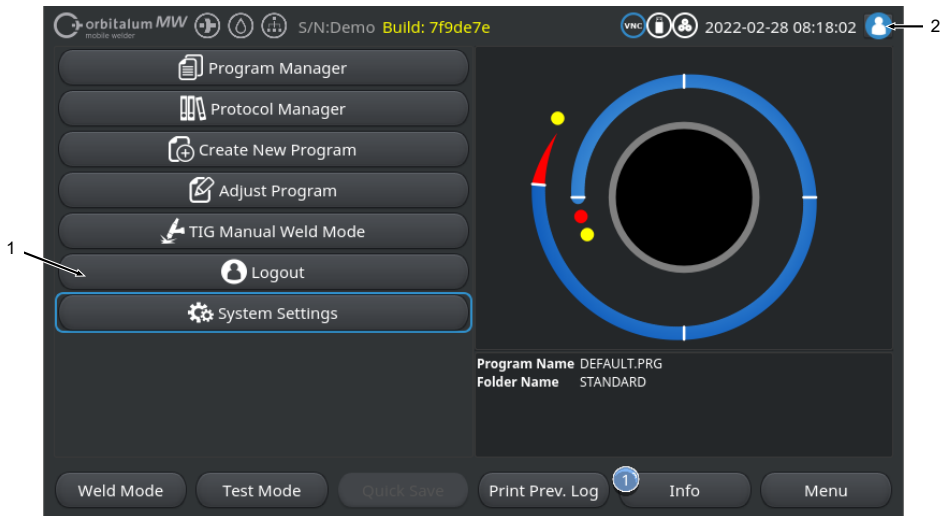 orbitalum MW
mobile welder
S/N:Demo Build: 7f9de7e
VNC
2022-02-28 08:18:02
2
Program Manager
Protocol Manager
Create New Program
Adjust Program
TIG Manual Weld Mode
1
Logout
System Settings
Program Name DEFAULT.PRG
Folder Name STANDARD
Weld Mode
Test Mode
Quick Save
Print Prev. Log
1
Info
Menu